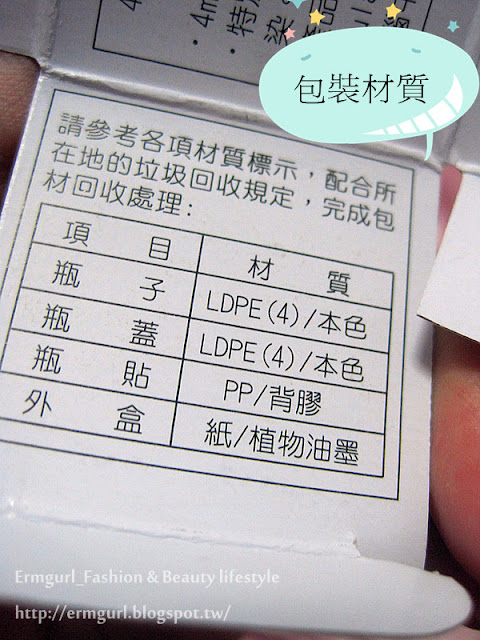 4m
・特
染
包裝材質
請參考各項材質標示，配合所
在地的垃圾回收規定，完成包
材回收處理：
項目 材質
瓶子 LDPE(4)/本色
瓶蓋 LDPE(4)/本色
瓶貼 PP/背膠
外盒 紙/植物油墨
Ermgurl_Fashion & Beauty lifestyle
http://ermgurl.blogspot.tw/